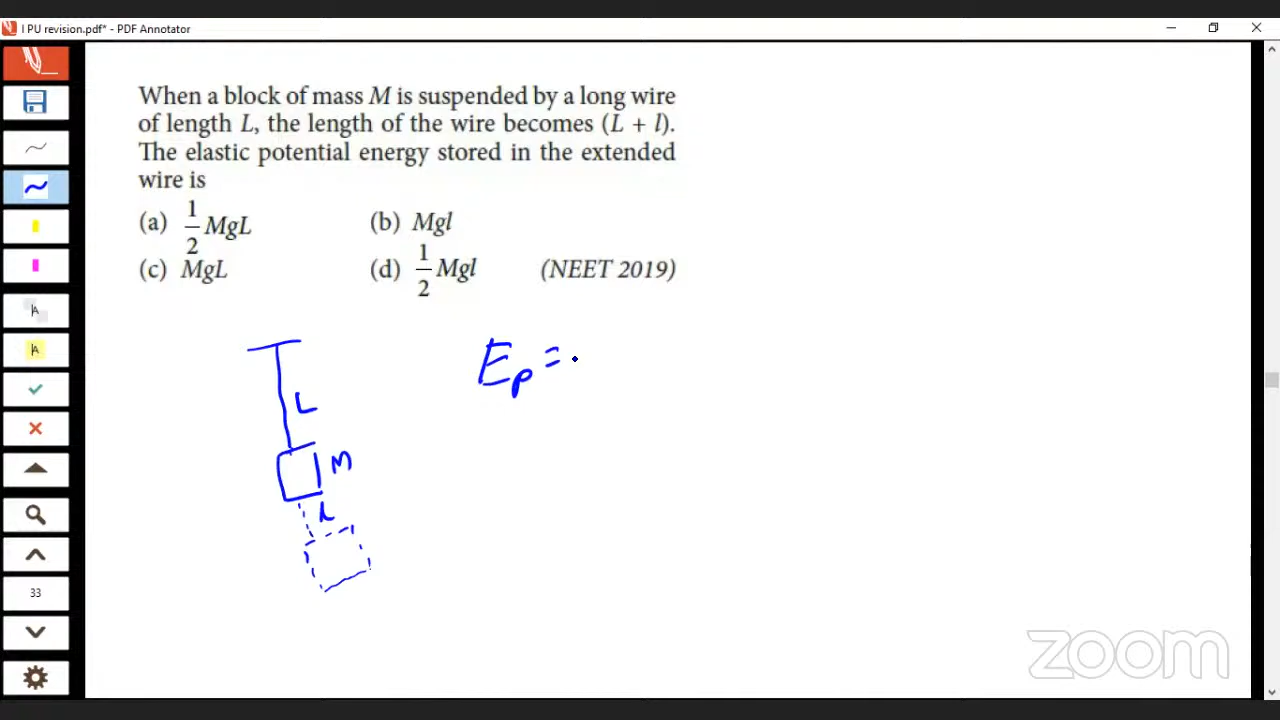 I PU revision.pdf* - PDF Annotator
When a block of mass M is suspended by a long wire
of length L, the length of the wire becomes (L + l).
The elastic potential energy stored in the extended
wire is
(a) 1/2 MgL (b) Mgl
(c) MgL (d) 1/2 Mgl (NEET 2019)
Ep =
L
M
l
A
A
33
zoom